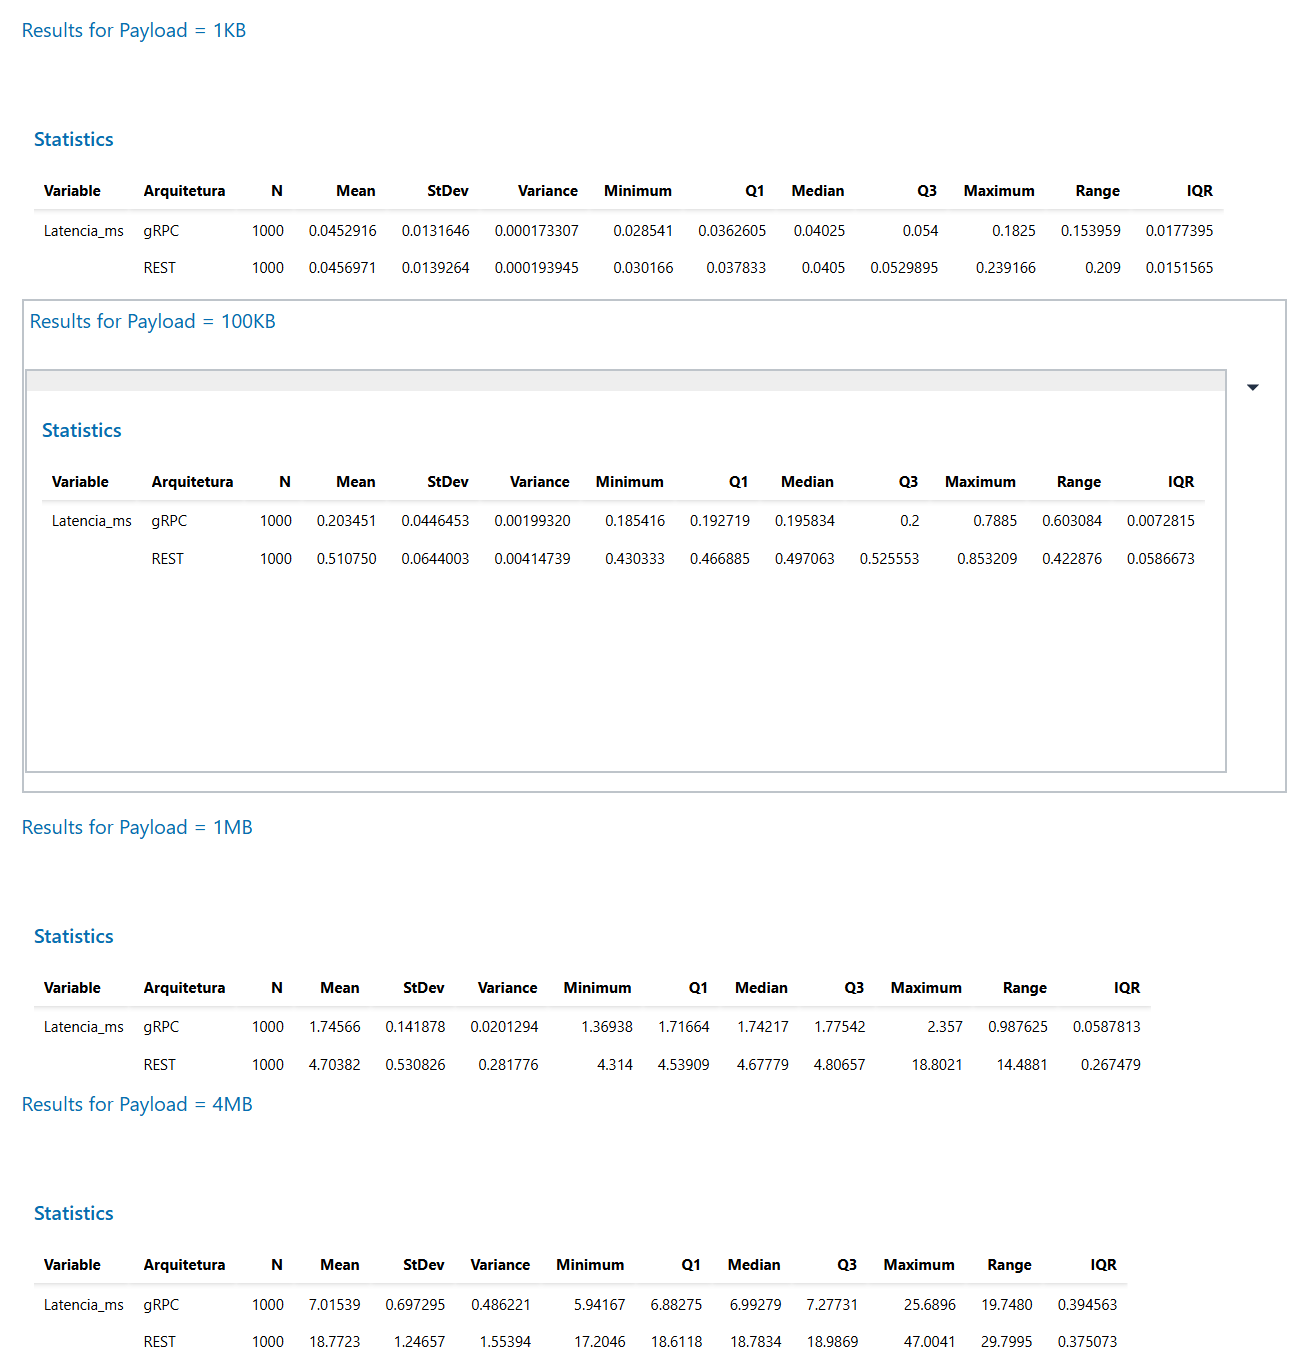 Results for Payload = 1KB
Statistics
Variable Arquitetura N Mean StDev Variance Minimum Q1 Median Q3 Maximum Range IQR
Latencia_ms gRPC 1000 0.0452916 0.0131646 0.000173307 0.028541 0.0362605 0.04025 0.054 0.1825 0.153959 0.0177395
REST 1000 0.0456971 0.0139264 0.000193945 0.030166 0.037833 0.0405 0.0529895 0.239166 0.209 0.0151565
Results for Payload = 100KB
Statistics
Variable Arquitetura N Mean StDev Variance Minimum Q1 Median Q3 Maximum Range IQR
Latencia_ms gRPC 1000 0.203451 0.0446453 0.00199320 0.185416 0.192719 0.195834 0.2 0.7885 0.603084 0.0072815
REST 1000 0.510750 0.0644003 0.00414739 0.430333 0.466885 0.497063 0.525553 0.853209 0.422876 0.0586673
Results for Payload = 1MB
Statistics
Variable Arquitetura N Mean StDev Variance Minimum Q1 Median Q3 Maximum Range IQR
Latencia_ms gRPC 1000 1.74566 0.141878 0.0201294 1.36938 1.71664 1.74217 1.77542 2.357 0.987625 0.0587813
REST 1000 4.70382 0.530826 0.281776 4.314 4.53909 4.67779 4.80657 18.8021 14.4881 0.267479
Results for Payload = 4MB
Statistics
Variable Arquitetura N Mean StDev Variance Minimum Q1 Median Q3 Maximum Range IQR
Latencia_ms gRPC 1000 7.01539 0.697295 0.486221 5.94167 6.88275 6.99279 7.27731 25.6896 19.7480 0.394563
REST 1000 18.7723 1.24657 1.55394 17.2046 18.6118 18.7834 18.9869 47.0041 29.7995 0.375073